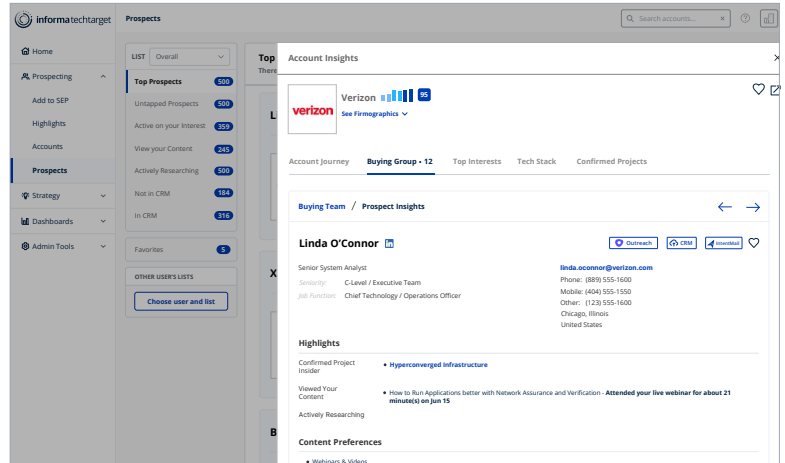 informatechtarget
Prospects
Search accounts...
Home
Prospecting
Add to SEP
Highlights
Accounts
Prospects
Strategy
Dashboards
Admin Tools
LIST Overall
Top Prospects 500
Untapped Prospects 500
Active on your Interest 359
View your Content 245
Actively Researching 500
Not in CRM 184
In CRM 316
Favorites 5
OTHER USER'S LISTS
Choose user and list
Top
There
L
X
B
Account Insights
verizon
Verizon 95
See Firmographics
Account Journey Buying Group • 12 Top Interests Tech Stack Confirmed Projects
Buying Team / Prospect Insights
Linda O'Connor in
Outreach CRM IntentMail
Senior System Analyst
Seniority: C-Level / Executive Team
Job Function: Chief Technology / Operations Officer
linda.oconnor@verizon.com
Phone: (889) 555-1600
Mobile: (404) 555-1550
Other: (123) 555-1600
Chicago, Illinois
United States
Highlights
Confirmed Project
Insider
• Hyperconverged Infrastructure
Viewed Your
Content
• How to Run Applications better with Network Assurance and Verification - Attended your live webinar for about 21
minute(s) on Jun 15
Actively Researching
Content Preferences
• Webinars & Videos